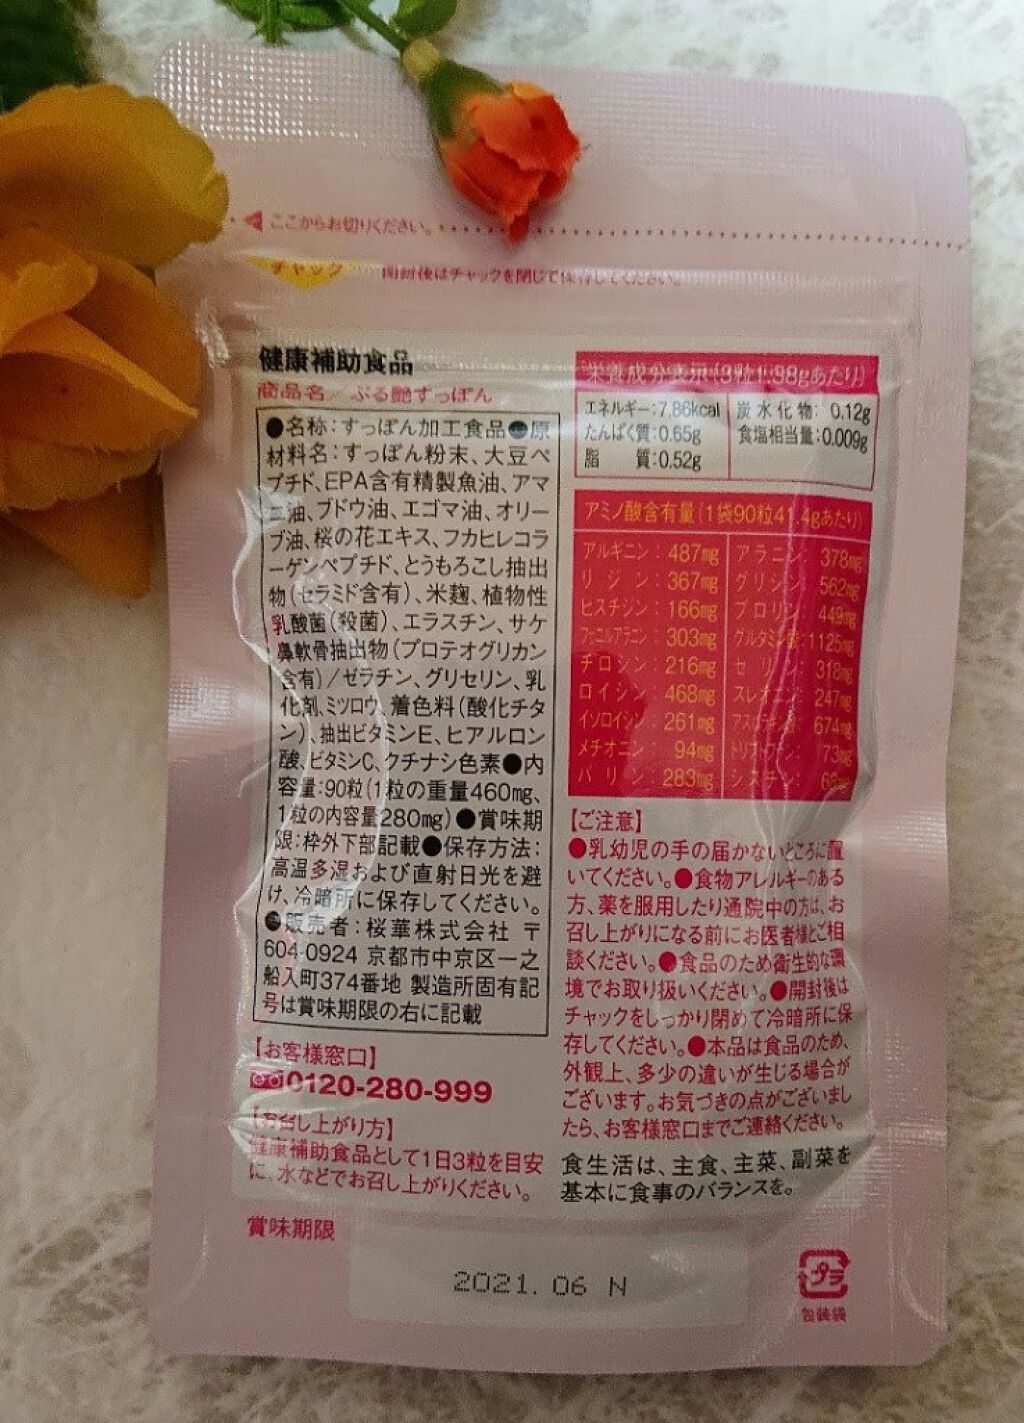 ここからお切りください。
チャック
開封後はチャックを閉じて保存してください。
健康補助食品
商品名／ぷる艶すっぽん
●名称：すっぽん加工食品●原
材料名：すっぽん粉末、大豆ペ
プチド、EPA含有精製魚油、アマ
ニ油、ブドウ油、エゴマ油、オリー
ブ油、桜の花エキス、フカヒレコラ
ーゲンペプチド、とうもろこし抽出
物（セラミド含有）、米麹、植物性
乳酸菌（殺菌）、エラスチン、サケ
鼻軟骨抽出物（プロテオグリカン
含有）/ゼラチン、グリセリン、乳
化剤、ミツロウ、着色料（酸化チタ
ン）、抽出ビタミンE、ヒアルロン
酸、ビタミンC、クチナシ色素●内
容量：90粒（1粒の重量460mg、
1粒の内容量280mg）●賞味期
限：枠外下部記載●保存方法：
高温多湿および直射日光を避
け、冷暗所に保存してください。
●販売者：桜華株式会社 〒
604-0924 京都市中京区一之
船入町374番地 製造所固有記
号は賞味期限の右に記載
【お客様窓口】
0120-280-999
【お召し上がり方】
健康補助食品として1日3粒を目安
に、水などでお召し上がりください。
栄養成分表示（3粒1.38gあたり）
エネルギー：7.86kcal
たんぱく質：0.65g
脂　　質：0.52g
炭水化物：0.12g
食塩相当量：0.009g
アミノ酸含有量（1袋90粒41.4gあたり）
アルギニン：487mg
リジン：367mg
ヒスチジン：166mg
フェニルアラニン：303mg
チロシン：216mg
ロイシン：468mg
イソロイシン：261mg
メチオニン：94mg
バリン：283mg
アラニン：378mg
グリシン：562mg
プロリン：449mg
グルタミン酸：1125mg
セリン：318mg
スレオニン：247mg
アスパラギン酸：674mg
トリプトファン：73mg
シスチン：
【ご注意】
●乳幼児の手の届かないところに置
いてください。●食物アレルギーのある
方、薬を服用したり通院中の方は、お
召し上がりになる前にお医者様とご相
談ください。●食品のため衛生的な環
境でお取り扱いください。●開封後は
チャックをしっかり閉めて冷暗所に保
存してください。●本品は食品のため、
外観上、多少の違いが生じる場合が
ございます。お気づきの点がございまし
たら、お客様窓口までご連絡ください。
食生活は、主食、主菜、副菜を
基本に食事のバランスを。
賞味期限
2021.06 N
プラ
包装袋